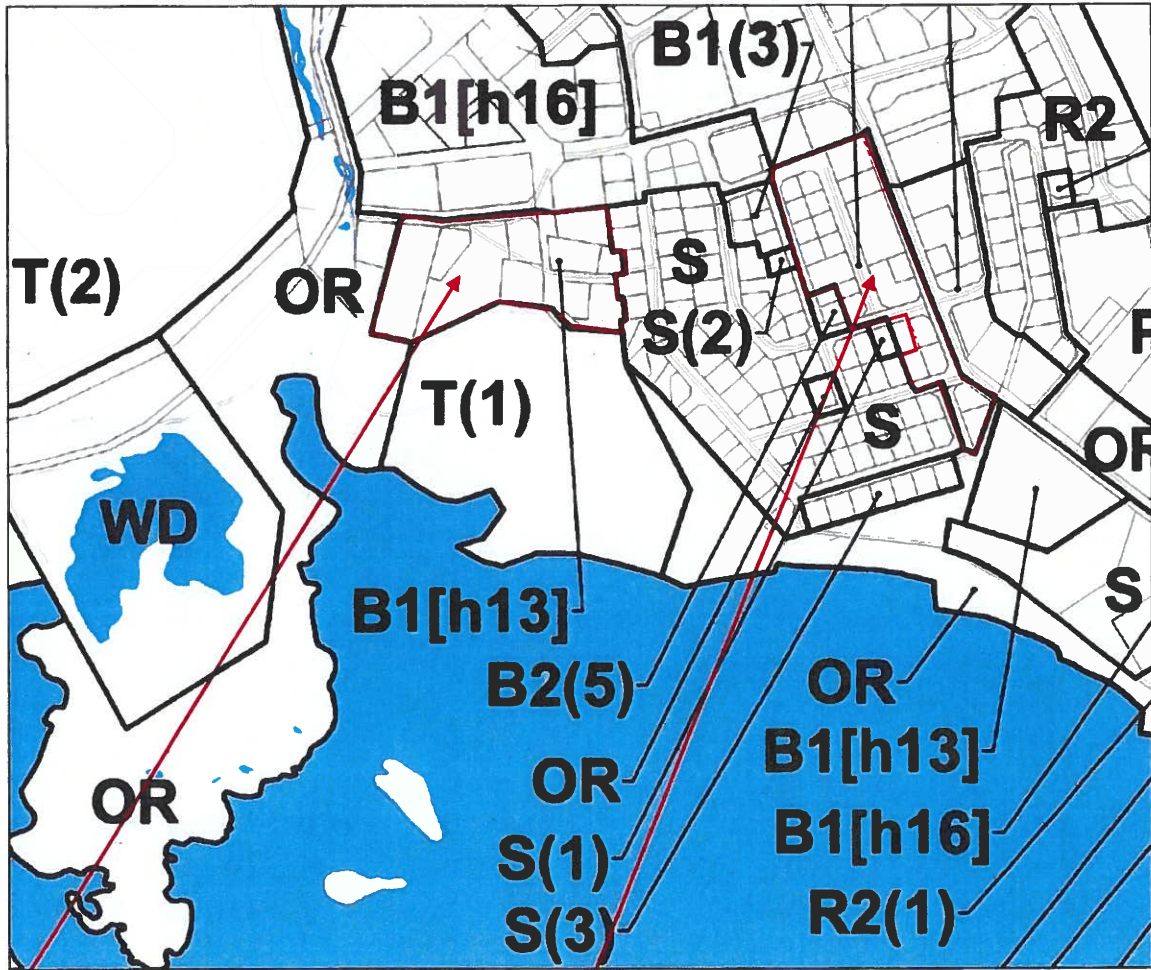 B1(3)
B1[h16]
R2
T(2)
OR
S
S(2)
T(1)
S
OR
WD
S
B1[h13]
B2(5)
OR
B1[h13]
OR
OR
B1[h16]
S(1)
R2(1)
S(3)